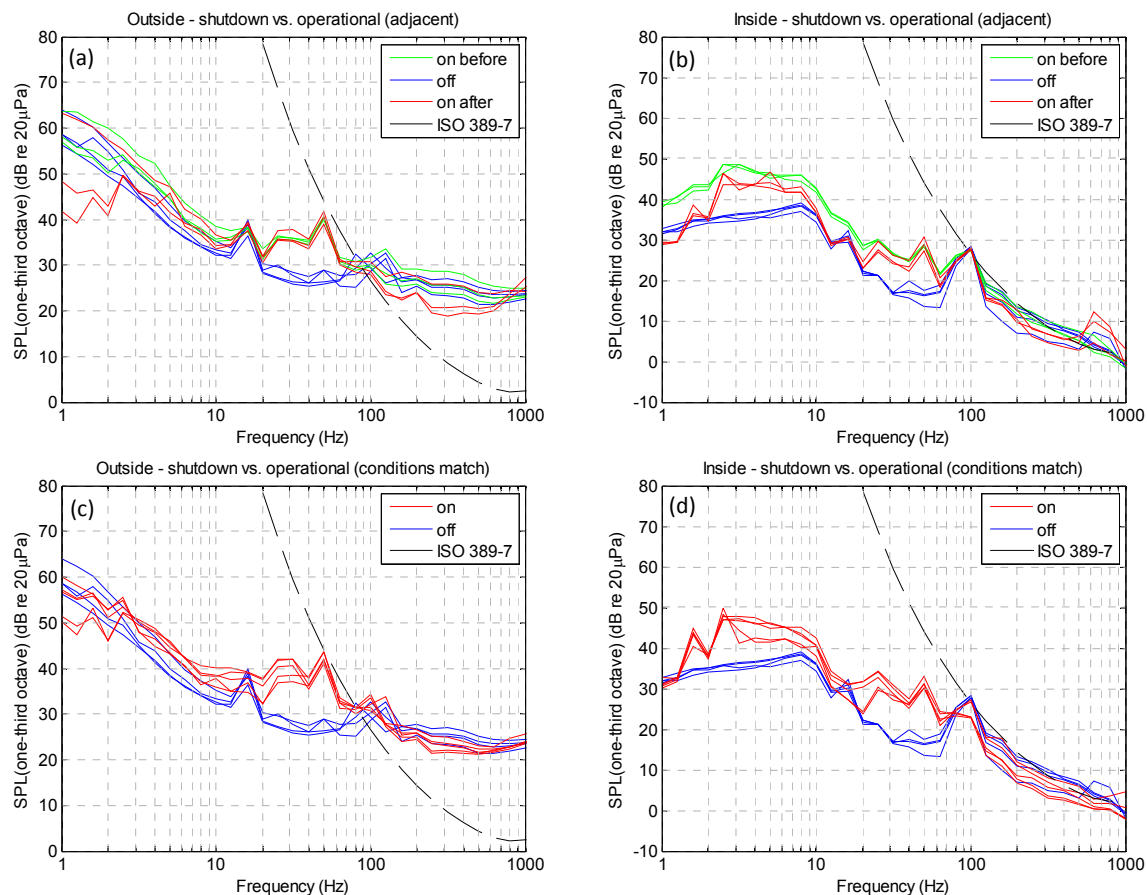 Outside - shutdown vs. operational (adjacent)
(a)
on before
off
on after
ISO 389-7
80
70
60
50
40
30
20
10
0
SPL(one-third octave) (dB re 20μPa)
1 10 100 1000
Frequency (Hz)
Inside - shutdown vs. operational (adjacent)
(b)
on before
off
on after
ISO 389-7
80
70
60
50
40
30
20
10
0
-10
SPL(one-third octave) (dB re 20μPa)
1 10 100 1000
Frequency (Hz)
Outside - shutdown vs. operational (conditions match)
(c)
on
off
ISO 389-7
80
70
60
50
40
30
20
10
0
SPL(one-third octave) (dB re 20μPa)
1 10 100 1000
Frequency (Hz)
Inside - shutdown vs. operational (conditions match)
(d)
on
off
ISO 389-7
80
70
60
50
40
30
20
10
0
-10
SPL(one-third octave) (dB re 20μPa)
1 10 100 1000
Frequency (Hz)